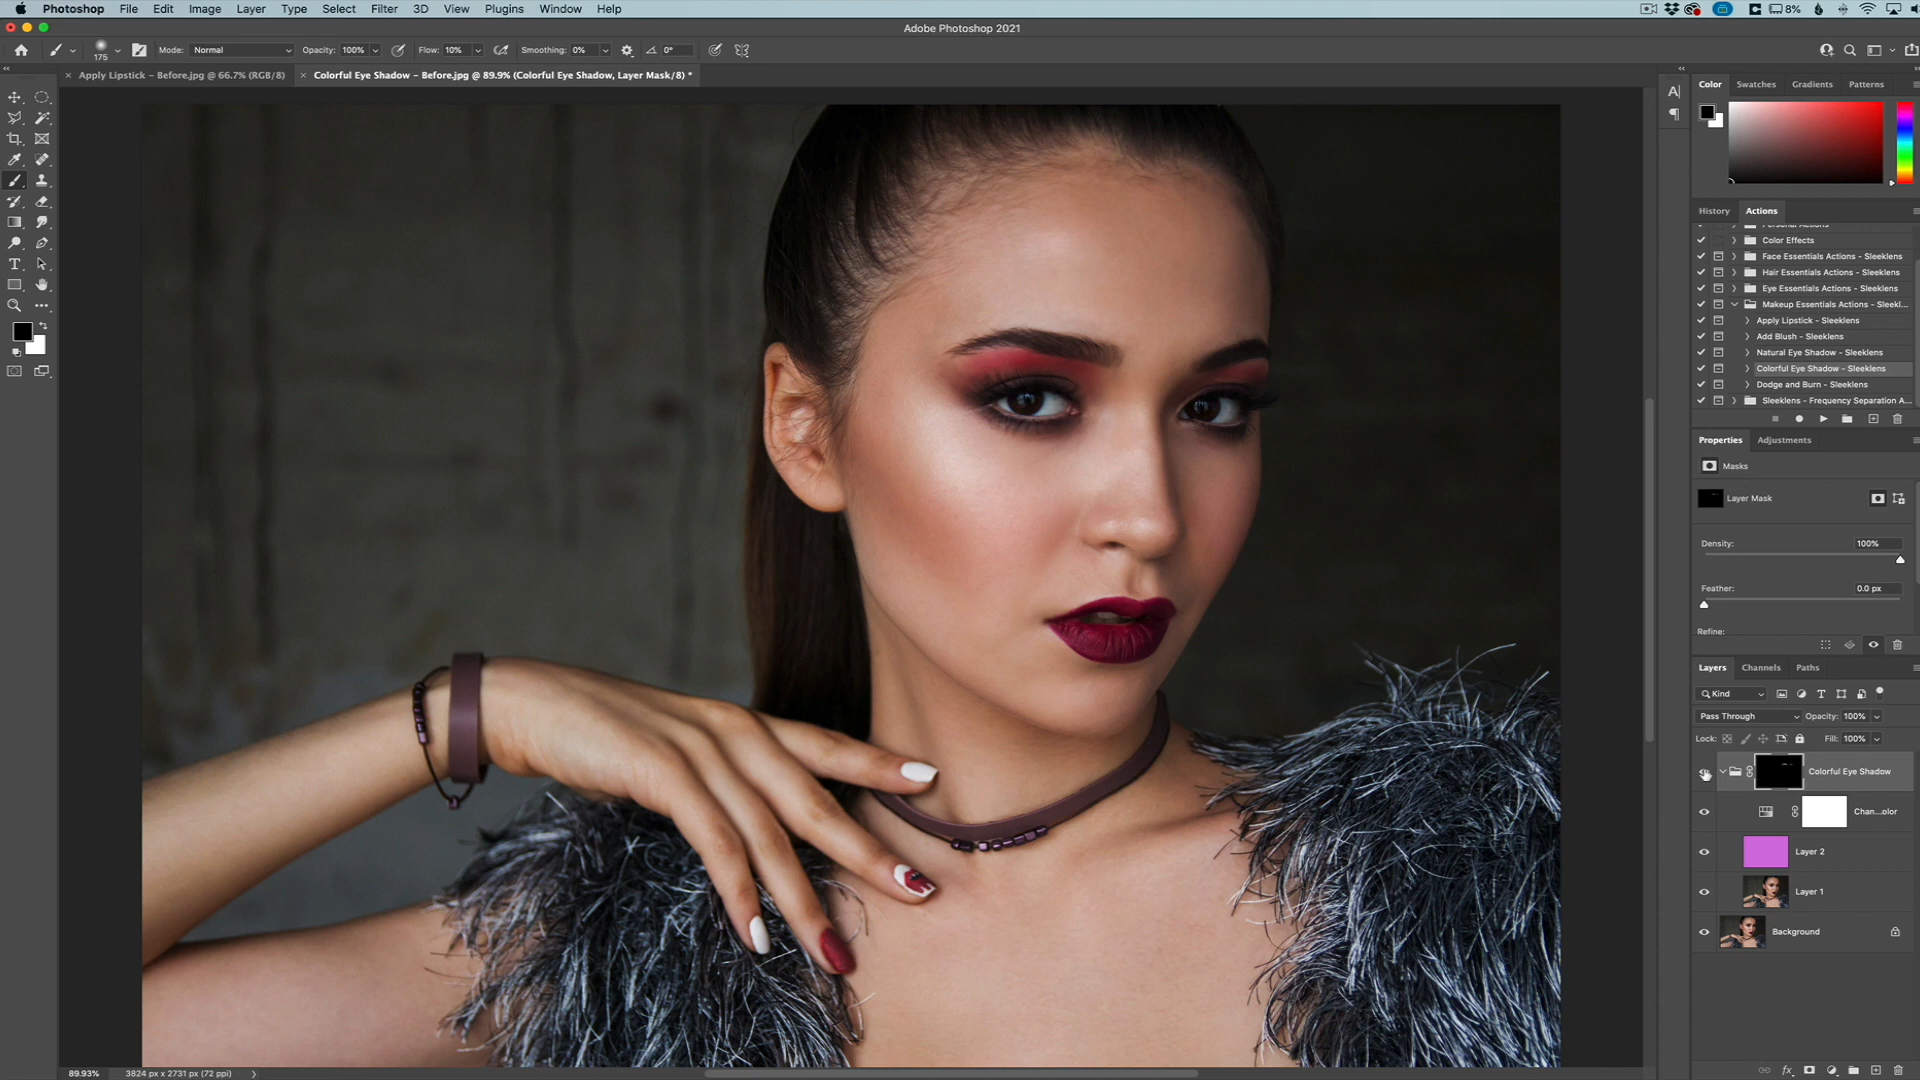 Photoshop File Edit Image Layer Type Select Filter 3D View Plugins Window Help 8%
Adobe Photoshop 2021
175 Mode: Normal Opacity: 100% Flow: 10% Smoothing: 0% 0°
× Apply Lipstick – Before.jpg @ 66.7% (RGB/8) × Colorful Eye Shadow – Before.jpg @ 89.9% (Colorful Eye Shadow, Layer Mask/8) *
Color Swatches Gradients Patterns
History Actions
Personal Actions
Color Effects
Face Essentials Actions - Sleeklens
Hair Essentials Actions - Sleeklens
Eye Essentials Actions - Sleeklens
Makeup Essentials Actions - Sleekl...
Apply Lipstick - Sleeklens
Add Blush - Sleeklens
Natural Eye Shadow - Sleeklens
Colorful Eye Shadow - Sleeklens
Dodge and Burn - Sleeklens
Sleeklens - Frequency Separation A...
Properties Adjustments
Masks
Layer Mask
Density: 100%
Feather: 0.0 px
Refine:
Layers Channels Paths
Kind
Pass Through Opacity: 100%
Lock: Fill: 100%
Colorful Eye Shadow
Chan...olor
Layer 2
Layer 1
Background
89.93% 3824 px x 2731 px (72 ppi)